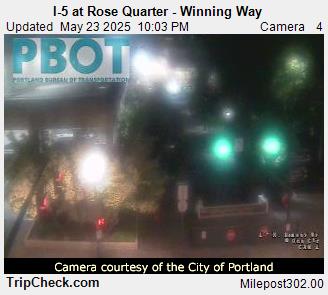 I-5 at Rose Quarter - Winning Way
Updated May 23 2025 10:03 PM Camera 4
PBOT
PORTLAND BUREAU OF TRANSPORTATION
Camera courtesy of the City of Portland
TripCheck.com Milepost302.00